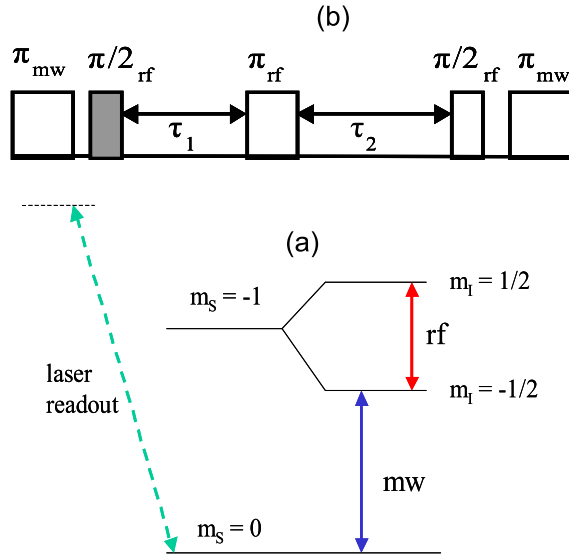 (b)
π_mw π/2_rf π_rf π/2_rf π_mw
τ_1 τ_2
(a)
m_S = -1
m_I = 1/2
rf
laser
readout
m_I = -1/2
mw
m_S = 0